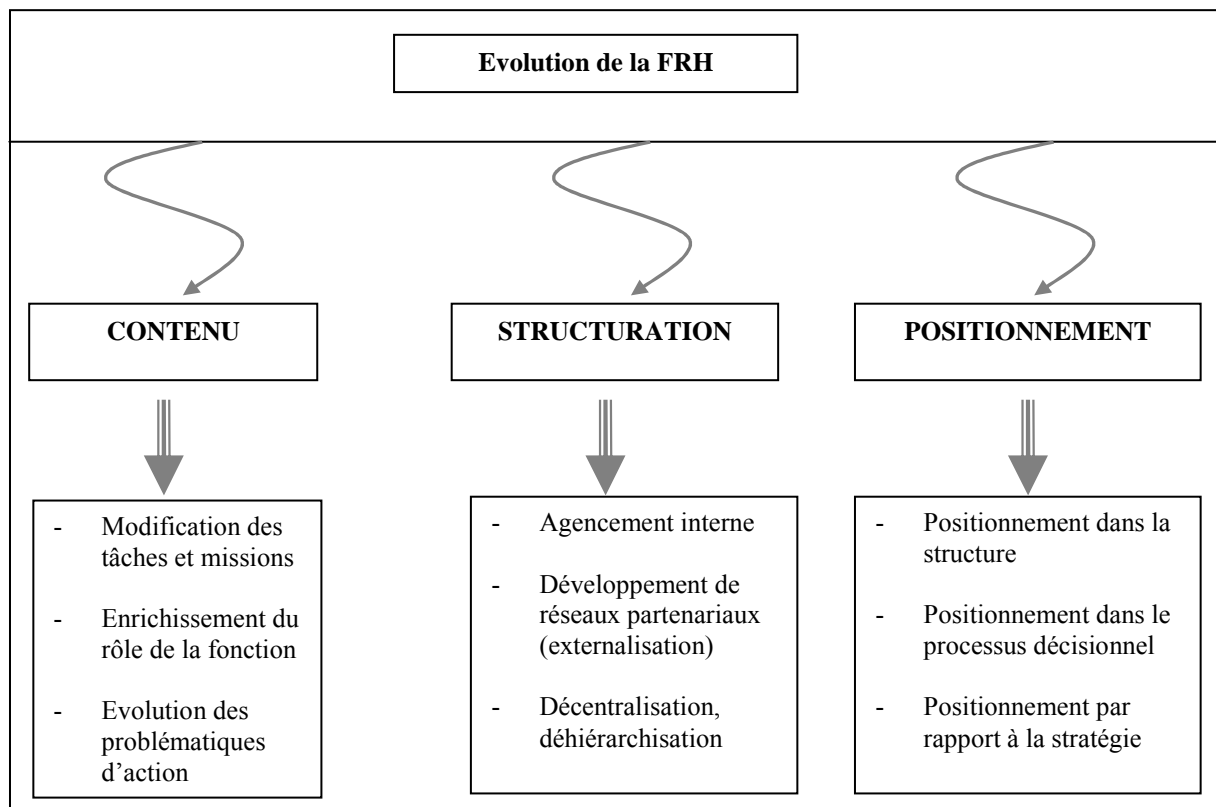 Evolution de la FRH
CONTENU
STRUCTURATION
POSITIONNEMENT
- Modification des
tâches et missions
- Enrichissement du
rôle de la fonction
- Evolution des
problématiques
d’action
- Agencement interne
- Développement de
réseaux partenariaux
(externalisation)
- Décentralisation,
déhiérarchisation
- Positionnement dans la
structure
- Positionnement dans le
processus décisionnel
- Positionnement par
rapport à la stratégie